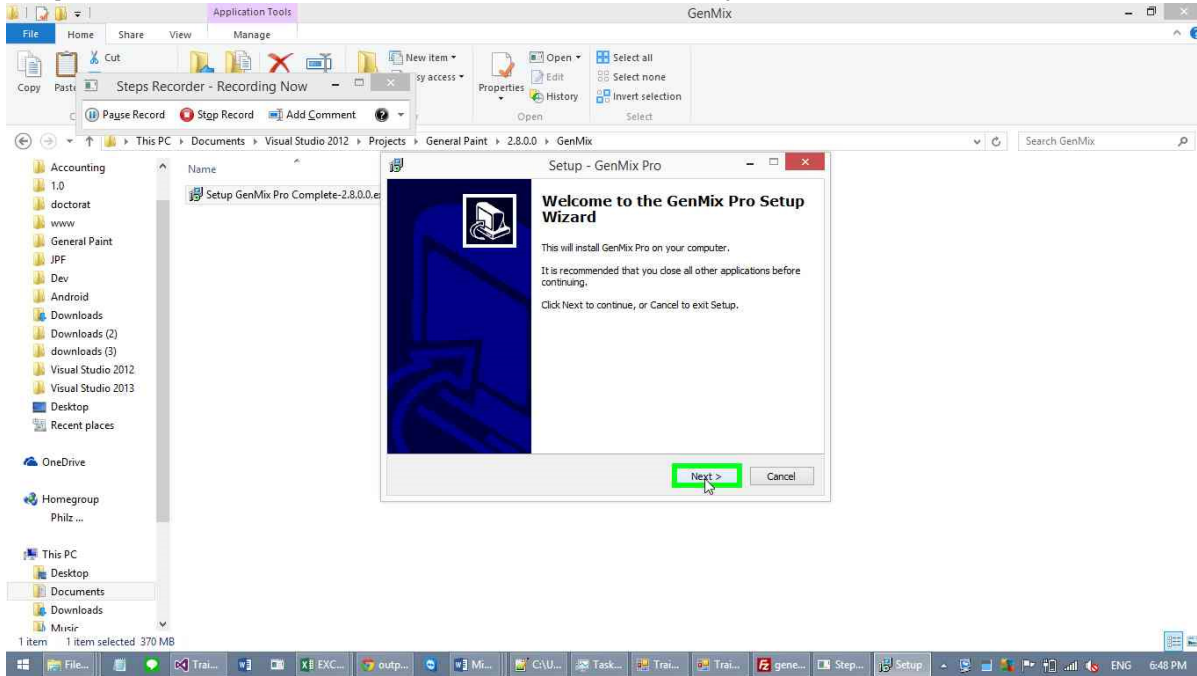 Application Tools
GenMix
File Home Share View Manage
Cut
New item
Open
Select all
sy access
Edit
Select none
Copy
Properties
History
Invert selection
Open
Select
Steps Recorder - Recording Now
Pause Record Stop Record Add Comment
This PC Documents Visual Studio 2012 Projects General Paint 2.8.0.0 GenMix
Search GenMix
Accounting
1.0
doctorat
www
General Paint
JPF
Dev
Android
Downloads
Downloads (2)
downloads (3)
Visual Studio 2012
Visual Studio 2013
Desktop
Recent places
OneDrive
Homegroup
Philz ...
This PC
Desktop
Documents
Downloads
Music
Name
Setup GenMix Pro Complete-2.8.0.0.e
Setup - GenMix Pro
Welcome to the GenMix Pro Setup
Wizard
This will install GenMix Pro on your computer.
It is recommended that you close all other applications before
continuing.
Click Next to continue, or Cancel to exit Setup.
Next >
Cancel
1 item 1 item selected 370 MB
File... Trai... EXC... outp... Mi... C:\U... Task... Trai... Trai... gene... Step... Setup ENG 6:48 PM